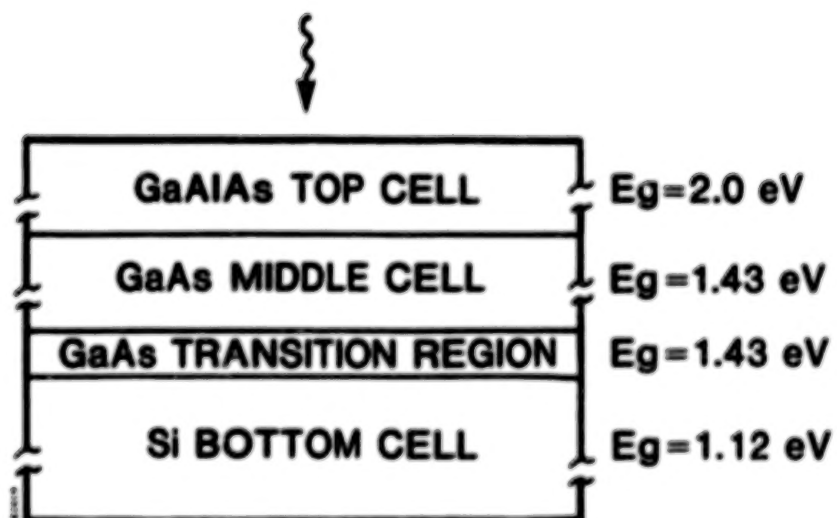 GaAlAs TOP CELL Eg=2.0 eV
GaAs MIDDLE CELL Eg=1.43 eV
GaAs TRANSITION REGION Eg=1.43 eV
Si BOTTOM CELL Eg=1.12 eV